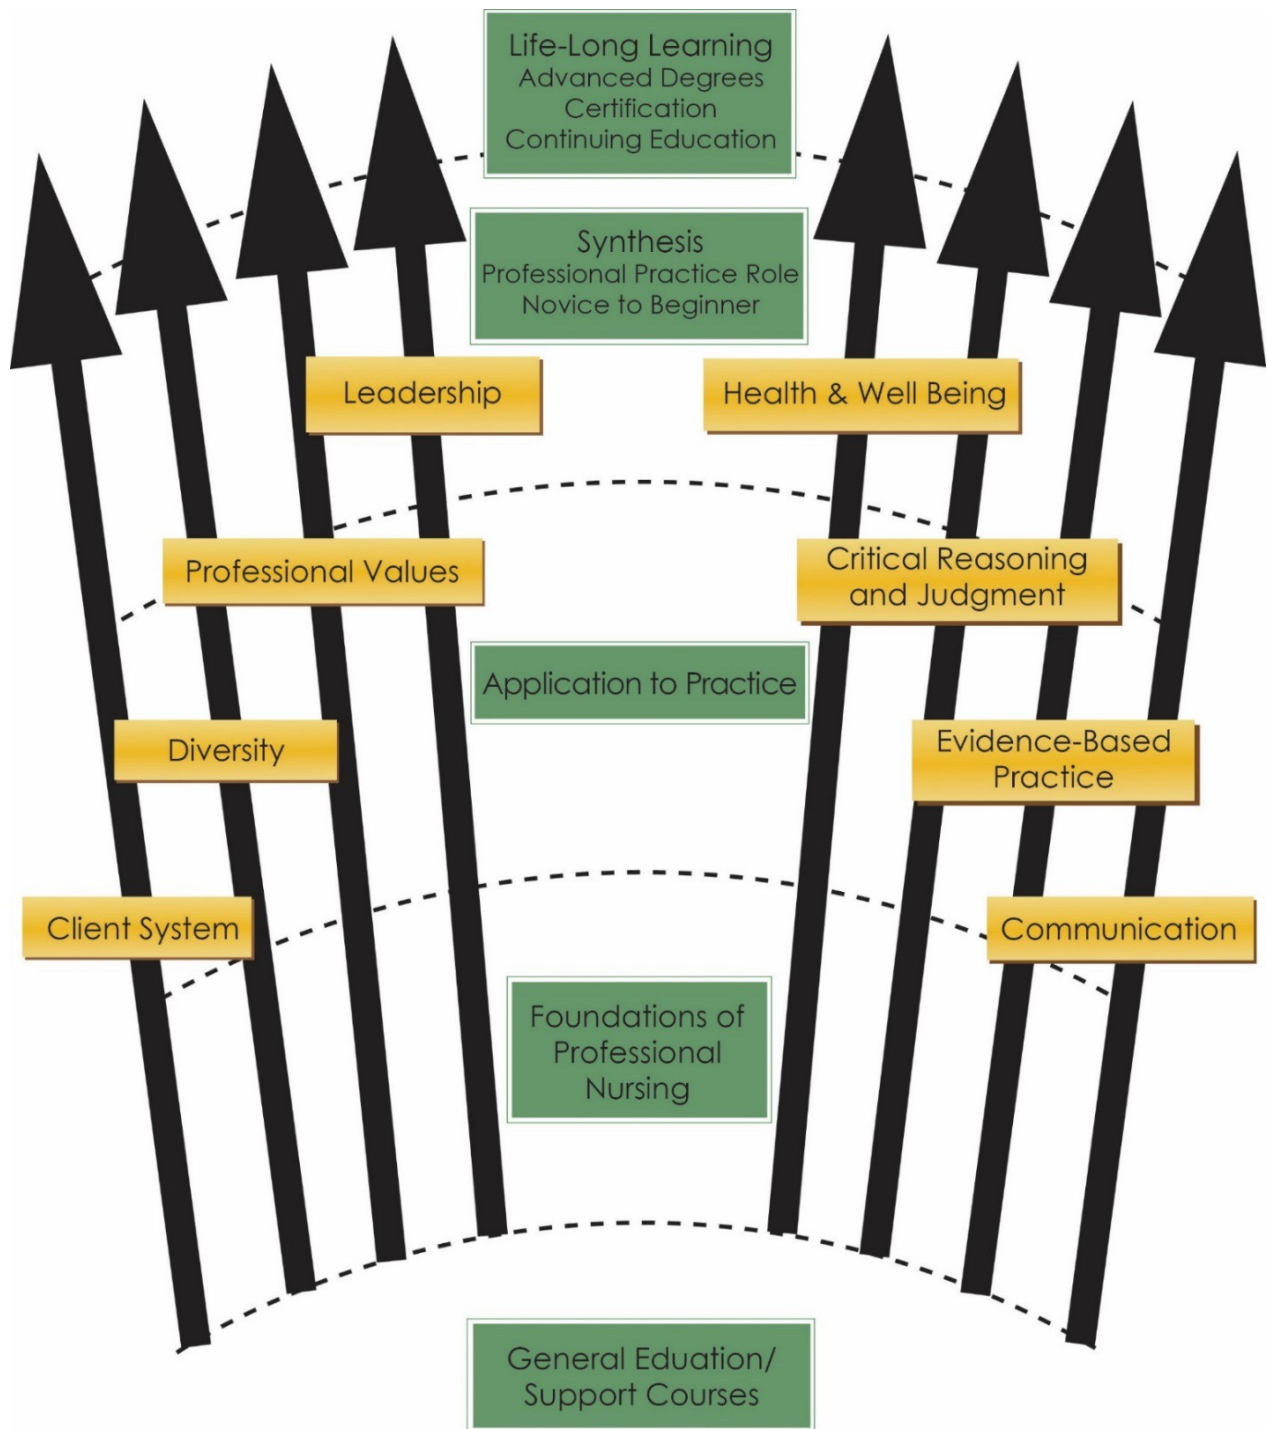 Life-Long Learning
Advanced Degrees
Certification
Continuing Education
Synthesis
Professional Practice Role
Novice to Beginner
Leadership
Health & Well Being
Professional Values
Critical Reasoning
and Judgment
Application to Practice
Diversity
Evidence-Based
Practice
Client System
Communication
Foundations of
Professional
Nursing
General Eduation/
Support Courses